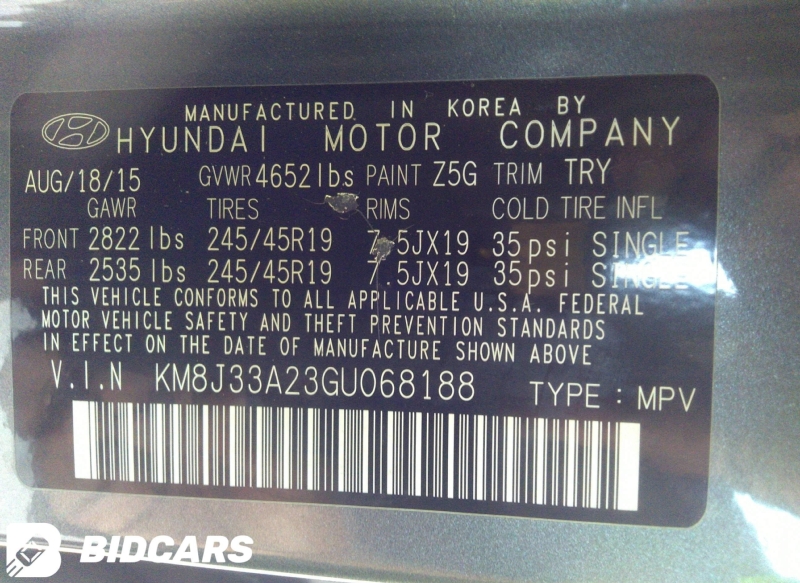 MANUFACTURED IN KOREA BY
HYUNDAI MOTOR COMPANY
AUG/18/15 GVWR 4652lbs PAINT Z5G TRIM TRY
GAWR TIRES RIMS COLD TIRE INFL
FRONT 2822 lbs 245/45R19 7.5JX19 35psi SINGLE
REAR 2535 lbs 245/45R19 7.5JX19 35psi SINGLE
THIS VEHICLE CONFORMS TO ALL APPLICABLE U.S.A. FEDERAL
MOTOR VEHICLE SAFETY AND THEFT PREVENTION STANDARDS
IN EFFECT ON THE DATE OF MANUFACTURE SHOWN ABOVE
V.I.N KM8J33A23GU068188 TYPE : MPV
BIDCARS